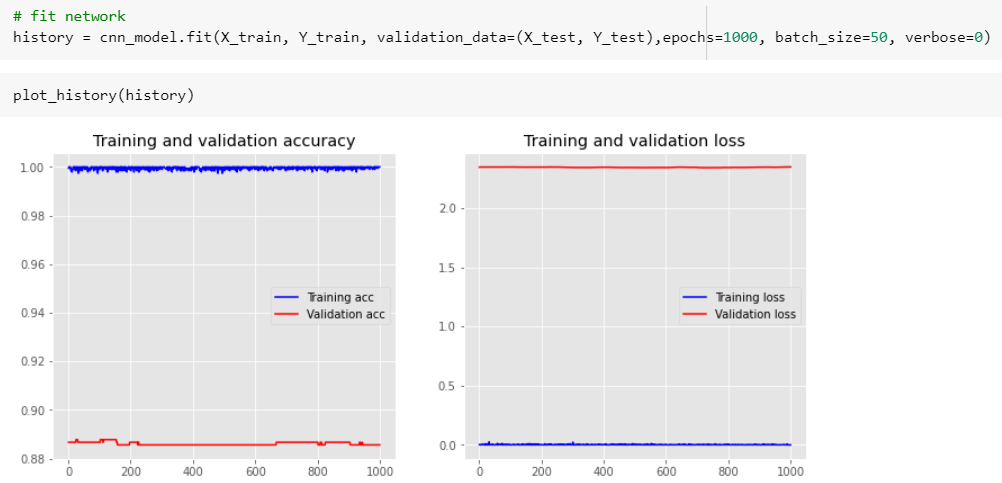 # fit network
history = cnn_model.fit(X_train, Y_train, validation_data=(X_test, Y_test),epochs=1000, batch_size=50, verbose=0)
plot_history(history)
Training and validation accuracy
1.00
0.98
0.96
0.94
0.92
0.90
0.88
0 200 400 600 800 1000
Training acc
Validation acc
Training and validation loss
2.0
1.5
1.0
0.5
0.0
0 200 400 600 800 1000
Training loss
Validation loss